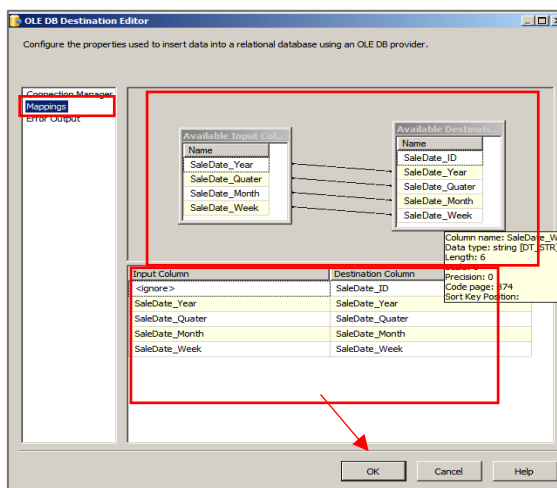 OLE DB Destination Editor
Configure the properties used to insert data into a relational database using an OLE DB provider.
Connection Manager
Mappings
Error Output
Available Input Col...
Name
SaleDate_Year
SaleDate_Quater
SaleDate_Month
SaleDate_Week
Available Destinati...
Name
SaleDate_ID
SaleDate_Year
SaleDate_Quater
SaleDate_Month
SaleDate_Week
Column name: SaleDate_W
Data type: string [DT_STR]
Length: 6
Precision: 0
Code page: 874
Sort Key Position:
Input Column Destination Column
<ignore> SaleDate_ID
SaleDate_Year SaleDate_Year
SaleDate_Quater SaleDate_Quater
SaleDate_Month SaleDate_Month
SaleDate_Week SaleDate_Week
OK Cancel Help